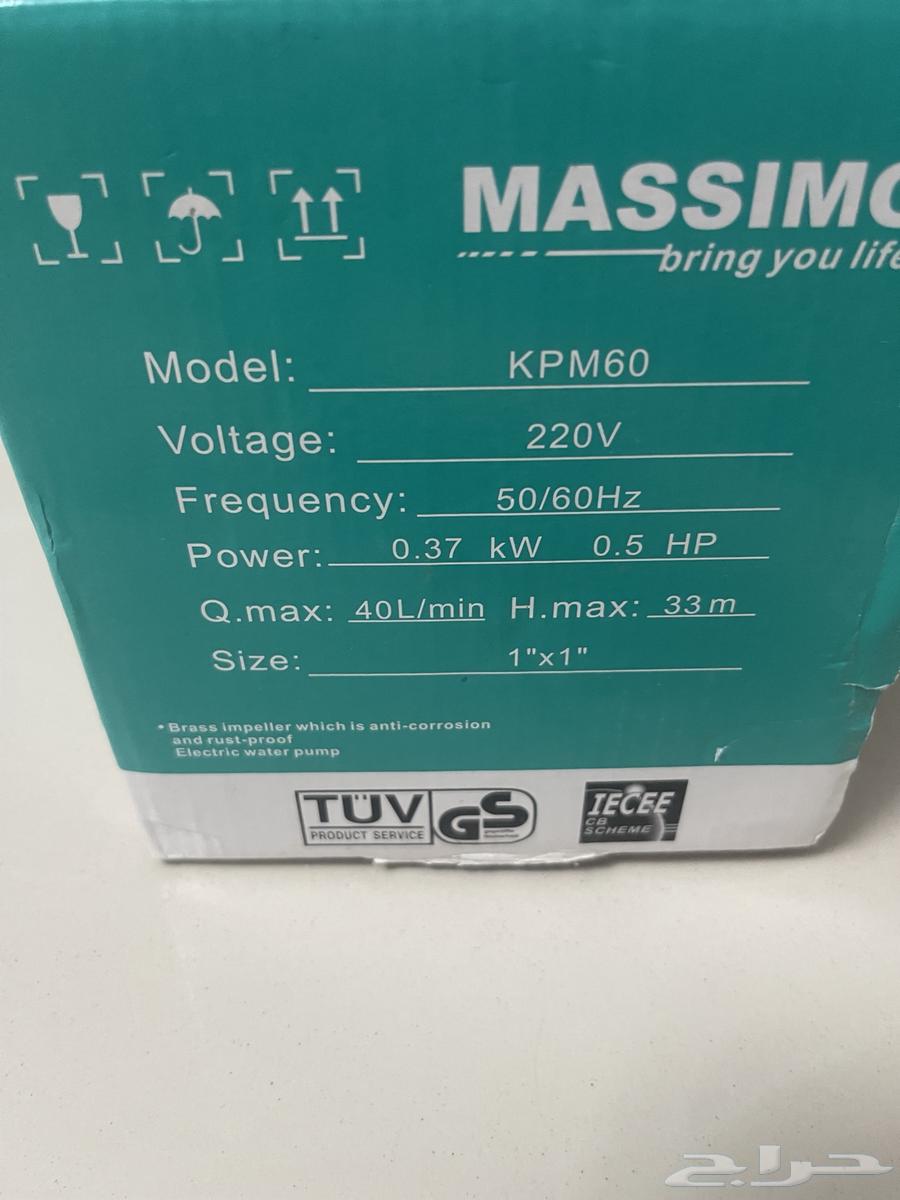 MASSIMO
bring you life
Model: KPM60
Voltage: 220V
Frequency: 50/60Hz
Power: 0.37 kW 0.5 HP
Q.max: 40L/min H.max: 33m
Size: 1"x1"
• Brass impeller which is anti-corrosion
and rust-proof
Electric water pump
TÜV
PRODUCT SERVICE
GS
IECEE
CB
SCHEME
حراج